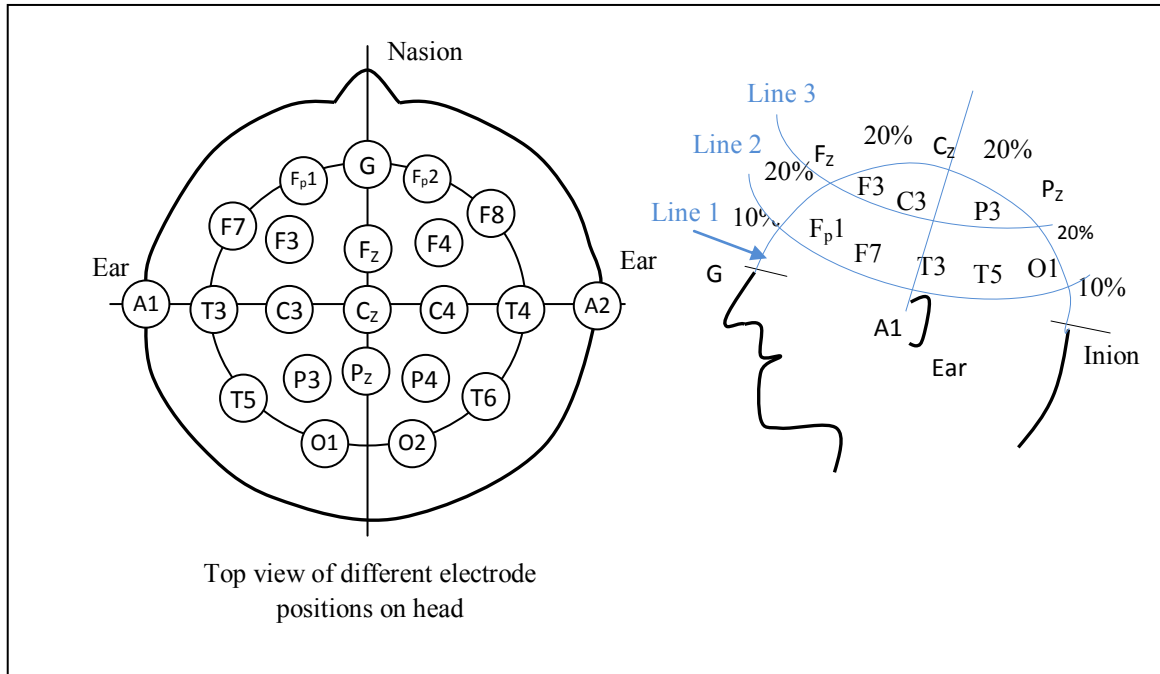 Nasion
G
Fp1
Fp2
F7
F8
F3
Fz
F4
Ear
Ear
A1
T3
C3
Cz
C4
T4
A2
P3
Pz
P4
T5
T6
O1
O2
Top view of different electrode
positions on head
Line 3
Line 2
Line 1
20%
Fz
20%
Cz
20%
Pz
10%
F3
C3
P3
20%
Fp1
F7
T3
T5
O1
10%
G
A1
Ear
Inion